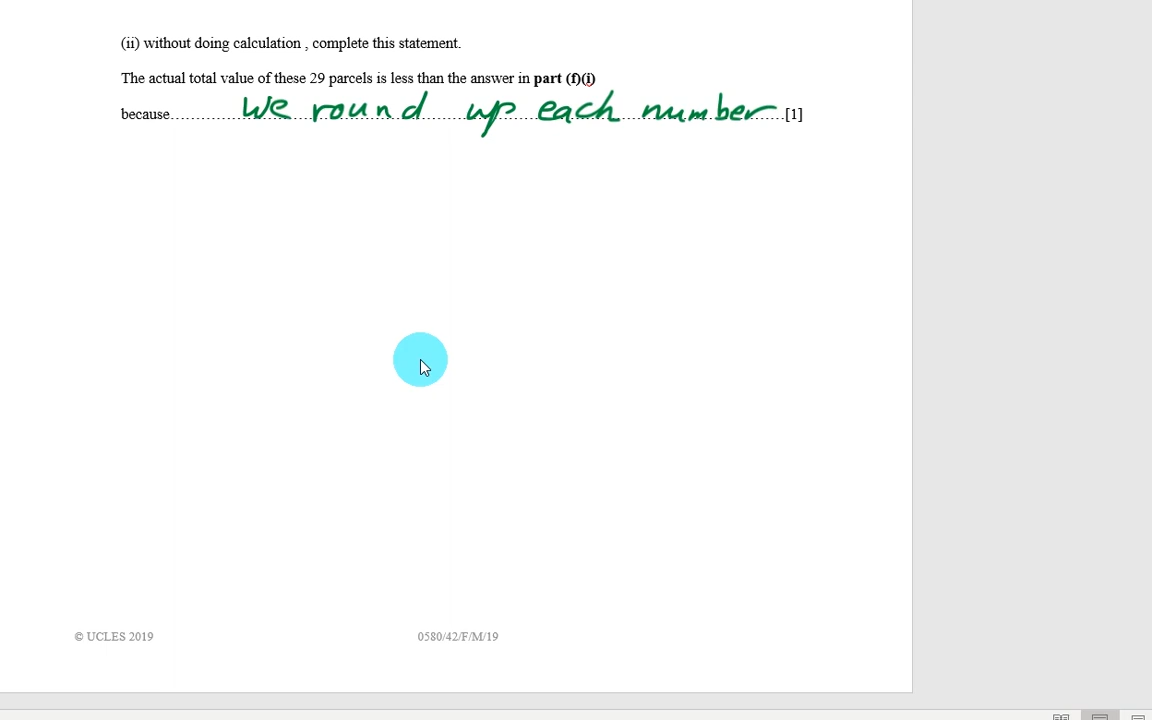 (ii) without doing calculation , complete this statement.
The actual total value of these 29 parcels is less than the answer in part (f)(i)
because.......we round up each number.......[1]
© UCLES 2019
0580/42/F/M/19